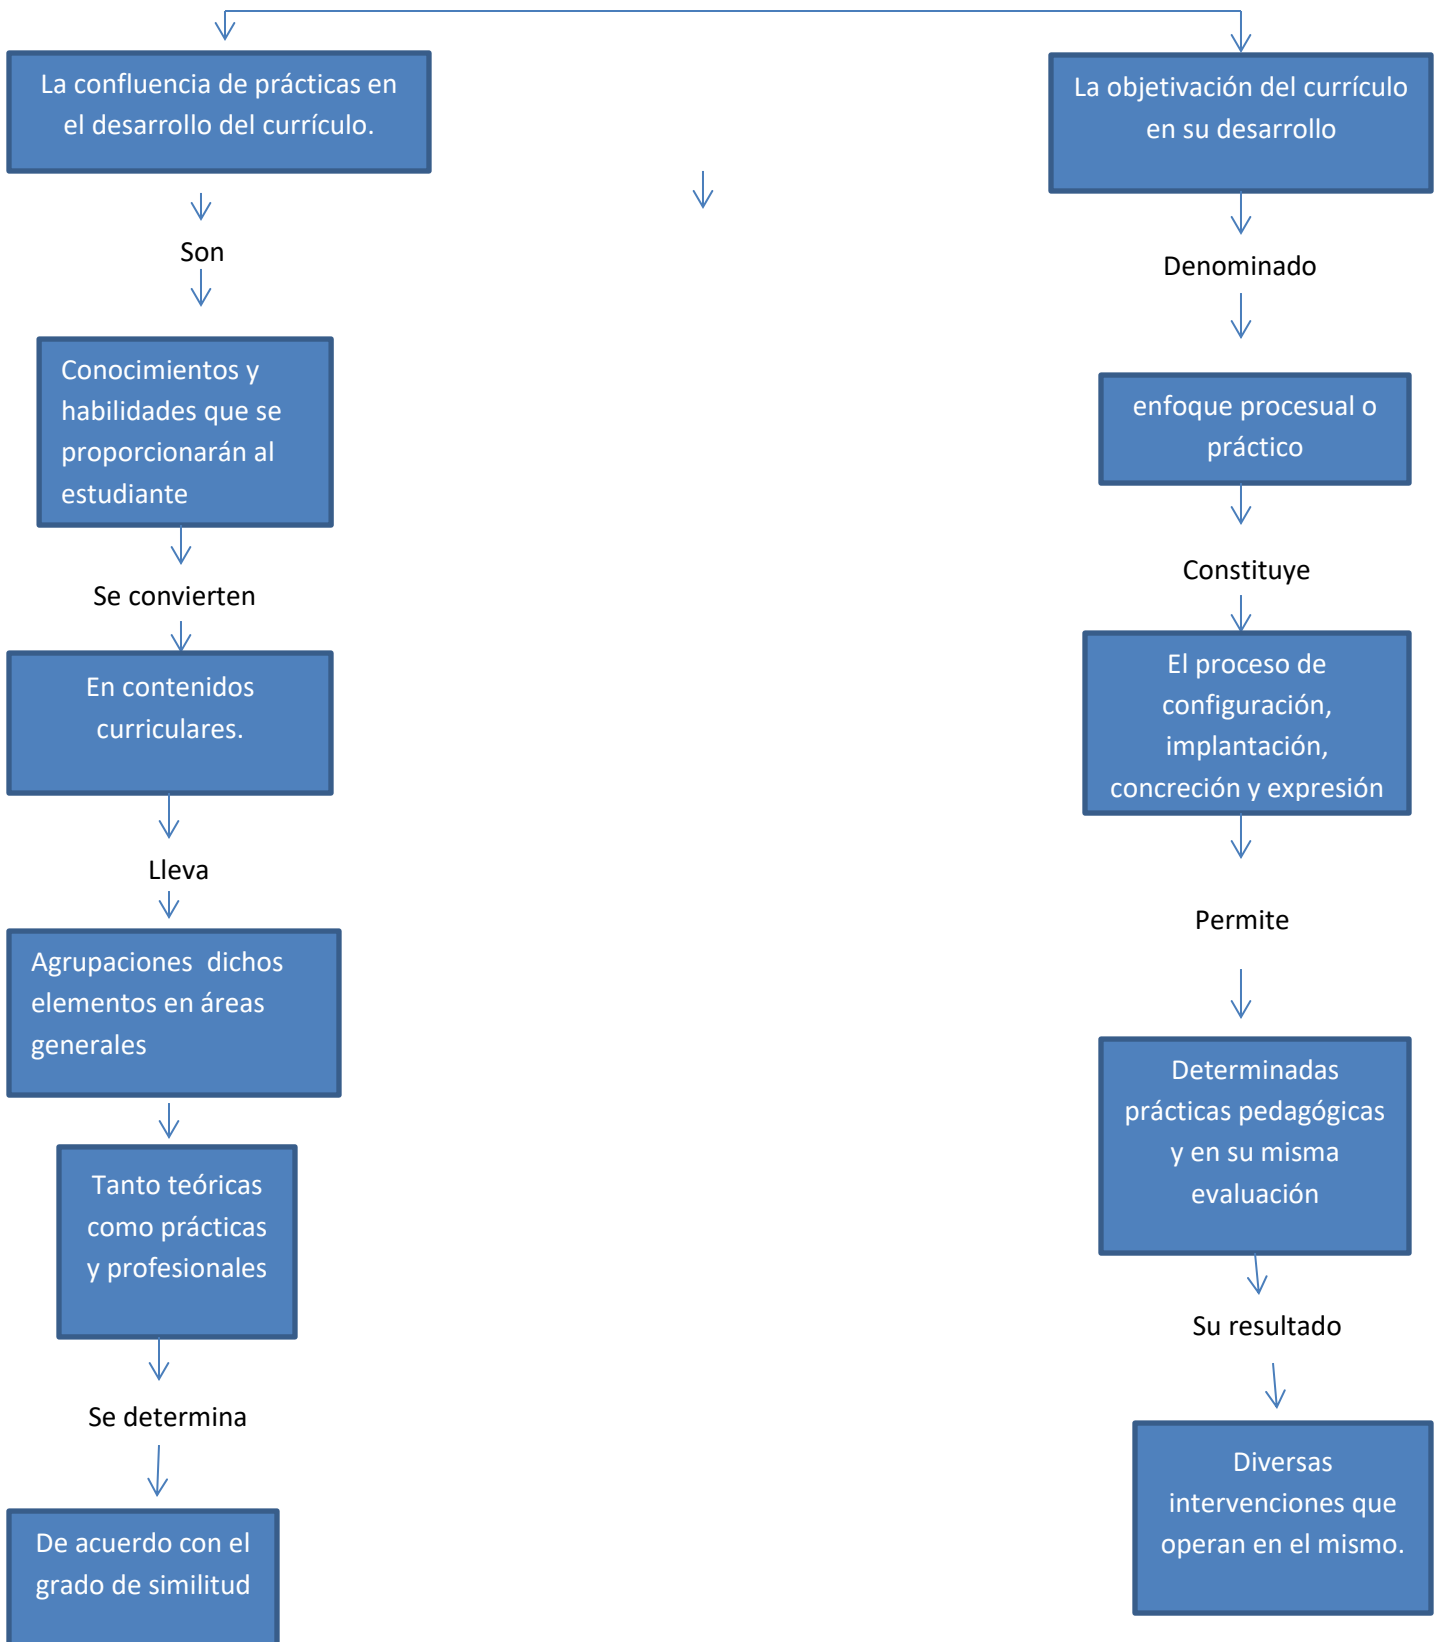 La confluencia de prácticas en
el desarrollo del currículo.
Son
Conocimientos y
habilidades que se
proporcionarán al
estudiante
Se convierten
En contenidos
curriculares.
Lleva
Agrupaciones dichos
elementos en áreas
generales
Tanto teóricas
como prácticas
y profesionales
Se determina
De acuerdo con el
grado de similitud
La objetivación del currículo
en su desarrollo
Denominado
enfoque procesual o
práctico
Constituye
El proceso de
configuración,
implantación,
concreción y expresión
Permite
Determinadas
prácticas pedagógicas
y en su misma
evaluación
Su resultado
Diversas
intervenciones que
operan en el mismo.